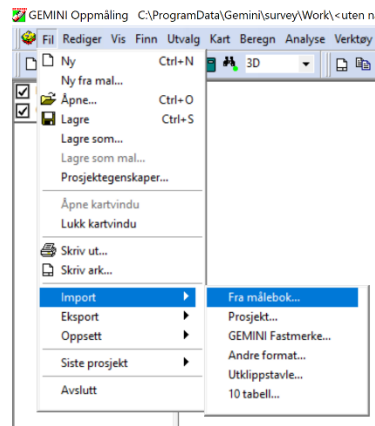 GEMINI Oppmåling C:\ProgramData\Gemini\survey\Work\<uten n
Fil Rediger Vis Finn Utvalg Kart Beregn Analyse Verktøy
3D
Ny Ctrl+N
Ny fra mal...
Åpne... Ctrl+O
Lagre Ctrl+S
Lagre som...
Lagre som mal...
Prosjektegenskaper...
Åpne kartvindu
Lukk kartvindu
Skriv ut...
Skriv ark...
Import
Eksport
Oppsett
Siste prosjekt
Avslutt
Fra målebok...
Prosjekt...
GEMINI Fastmerke...
Andre format...
Utklippstavle...
10 tabell...